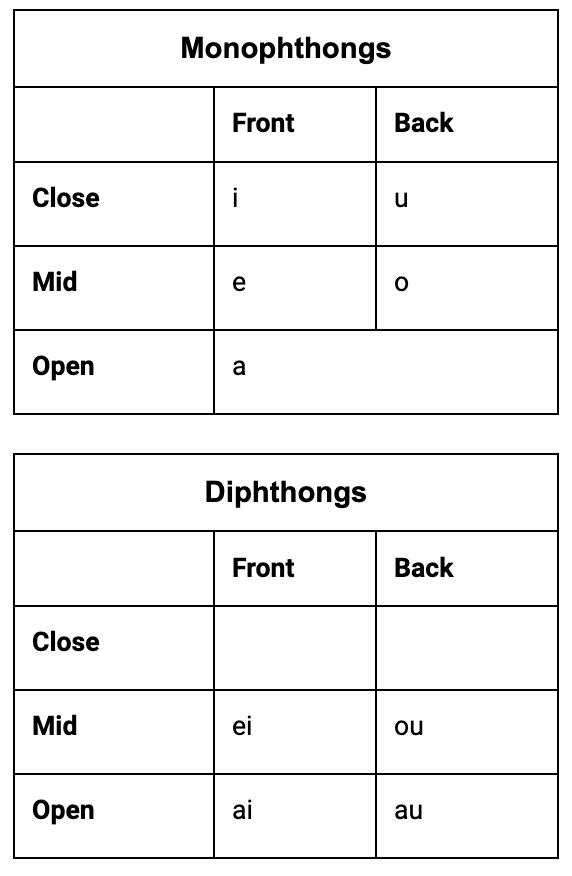 Monophthongs
Front Back
Close i u
Mid e o
Open a
Diphthongs
Front Back
Close
Mid ei ou
Open ai au